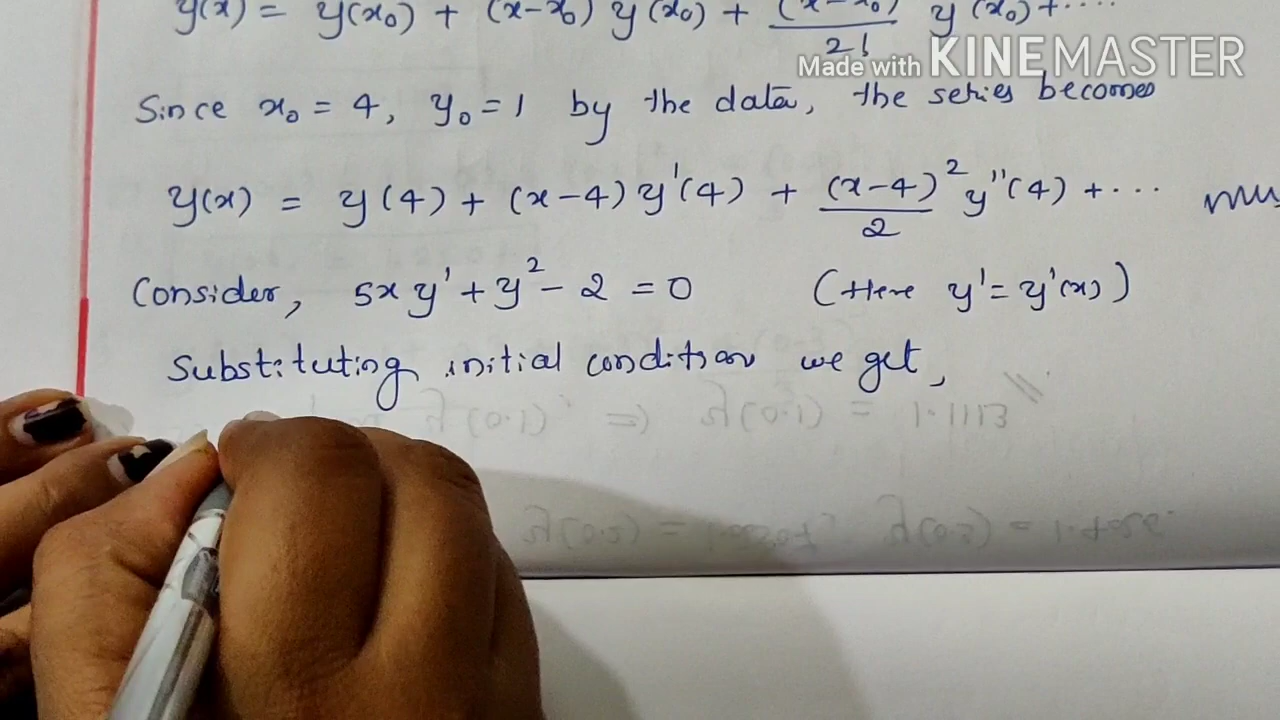 y(x) = y(x₀) + (x-x₀) y'(x₀) + (x-x₀)²/2! y''(x₀) + ....
Made with KINEMASTER
Since x₀ = 4, y₀ = 1 by the data, the series becomes
y(x) = y(4) + (x-4) y'(4) + (x-4)²/2 y''(4) + ...
Consider, 5x y' + y² - 2 = 0 (Here y' = y'(x))
Substituting initial condition we get,